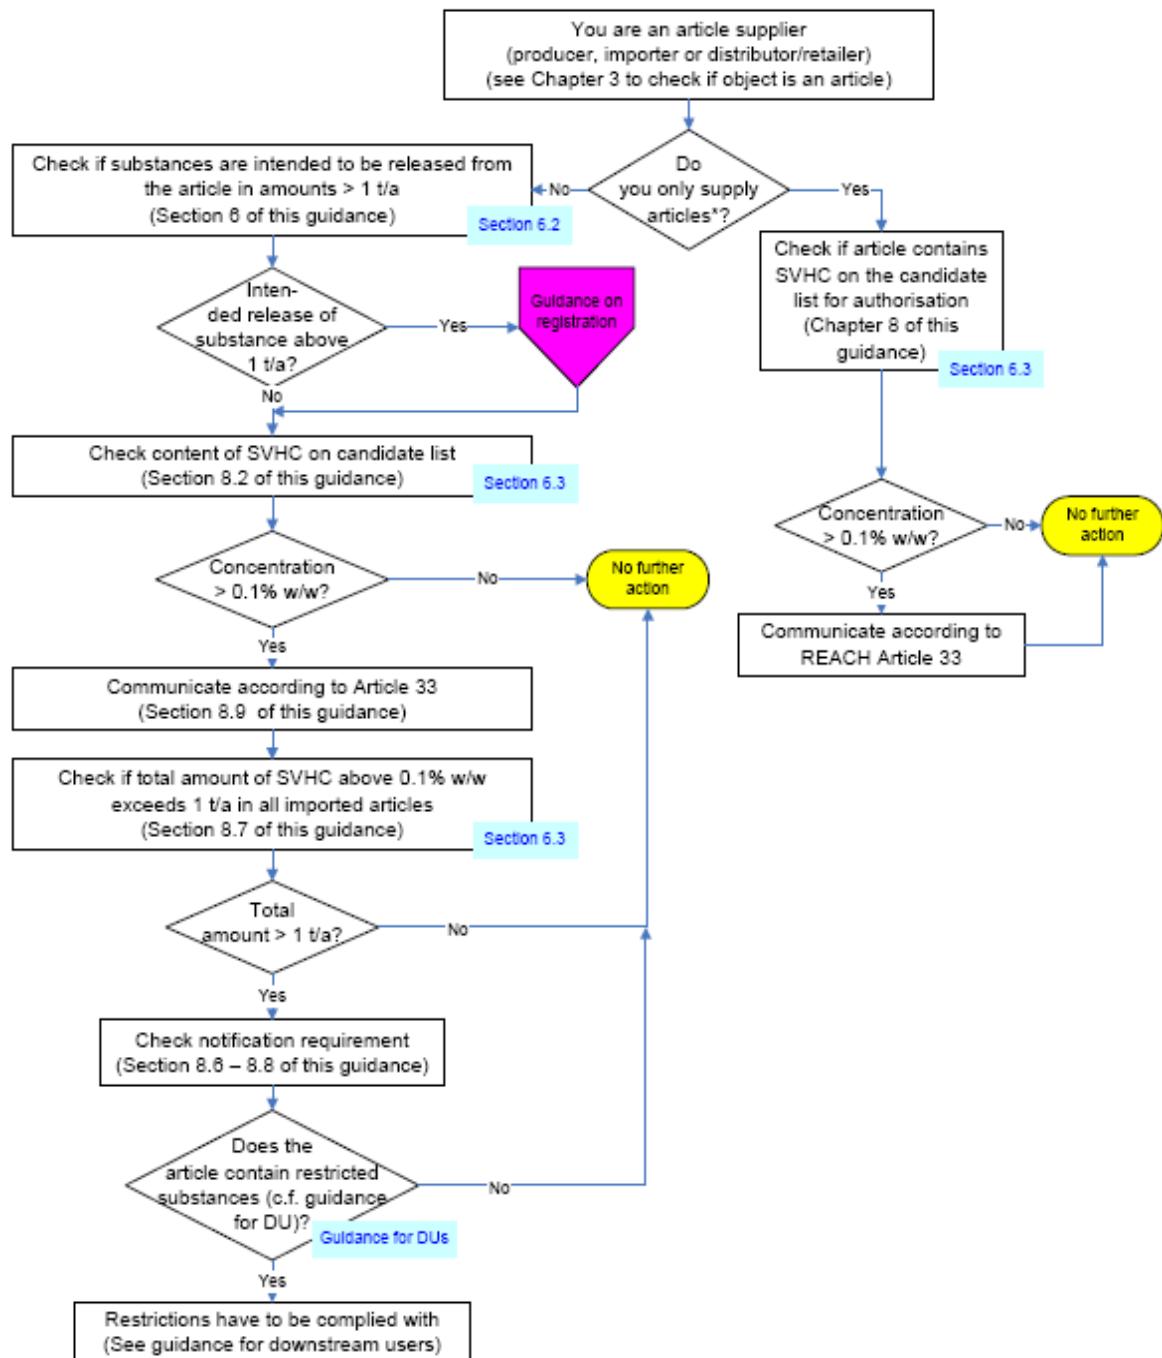 You are an article supplier
(producer, importer or distributor/retailer)
(see Chapter 3 to check if object is an article)
Do
you only supply
articles*?
No
Yes
Check if substances are intended to be released from
the article in amounts > 1 t/a
(Section 6 of this guidance)
Section 6.2
Check if article contains
SVHC on the candidate
list for authorisation
(Chapter 8 of this
guidance)
Section 6.3
Inten-
ded release of
substance above
1 t/a?
Yes
Guidance on
registration
No
Check content of SVHC on candidate list
(Section 8.2 of this guidance)
Section 6.3
Concentration
> 0.1% w/w?
No
No further
action
Yes
Communicate according to
REACH Article 33
Concentration
> 0.1% w/w?
No
No further
action
Yes
Communicate according to Article 33
(Section 8.9 of this guidance)
Check if total amount of SVHC above 0.1% w/w
exceeds 1 t/a in all imported articles
(Section 8.7 of this guidance)
Section 6.3
Total
amount > 1 t/a?
No
Yes
Check notification requirement
(Section 8.6 – 8.8 of this guidance)
Does the
article contain restricted
substances (c.f. guidance
for DU)?
Guidance for DUs
No
Yes
Restrictions have to be complied with
(See guidance for downstream users)